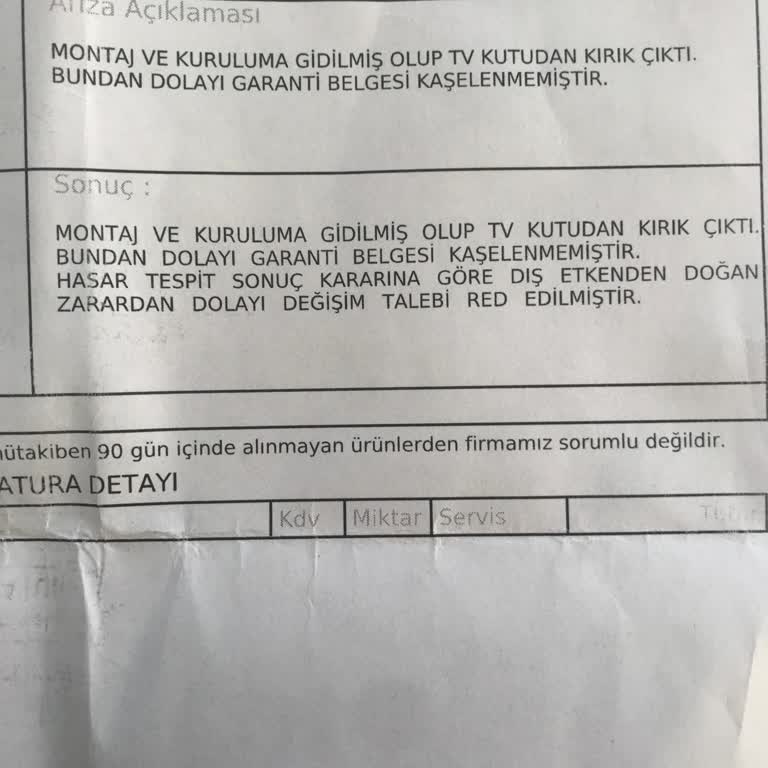 Arıza Açıklaması
MONTAJ VE KURULUMA GİDİLMİŞ OLUP TV KUTUDAN KIRIK ÇIKTI.
BUNDAN DOLAYI GARANTİ BELGESİ KAŞELENMEMİŞTİR.
Sonuç :
MONTAJ VE KURULUMA GİDİLMİŞ OLUP TV KUTUDAN KIRIK ÇIKTI.
BUNDAN DOLAYI GARANTİ BELGESİ KAŞELENMEMİŞTİR.
HASAR TESPİT SONUÇ KARARINA GÖRE DIŞ ETKENDEN DOĞAN
ZARARDAN DOLAYI DEĞİŞİM TALEBİ RED EDİLMİŞTİR.
mütakiben 90 gün içinde alınmayan ürünlerden firmamız sorumlu değildir.
ATURA DETAYI
Kdv Miktar Servis